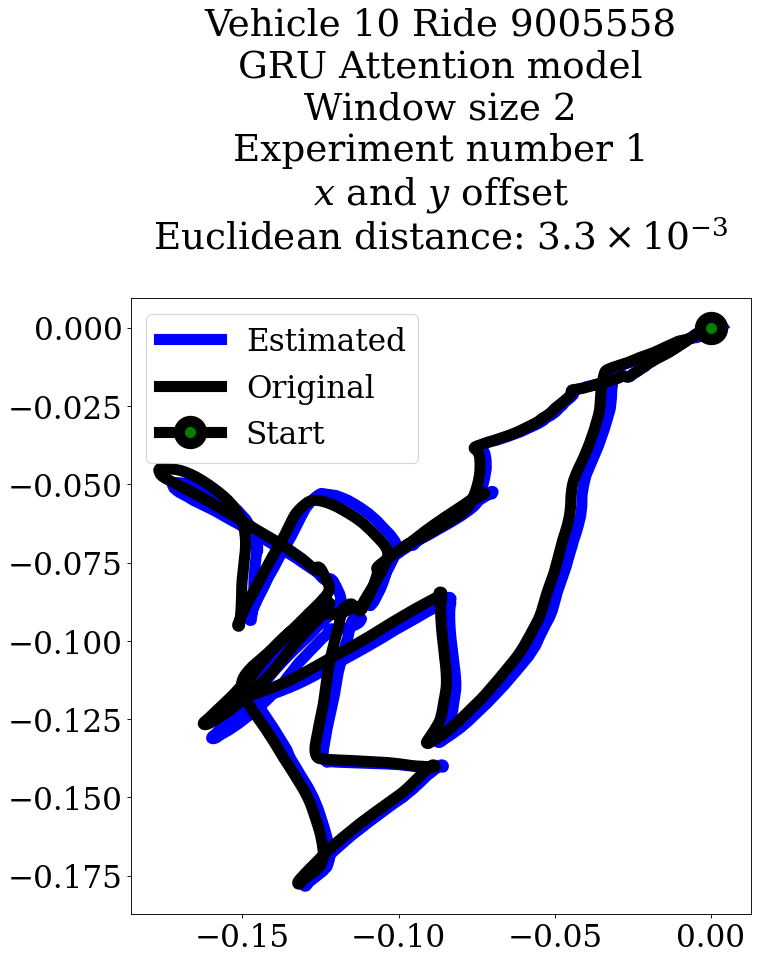 Vehicle 10 Ride 9005558
GRU Attention model
Window size 2
Experiment number 1
x and y offset
Euclidean distance: 3.3 × 10⁻³
Estimated
Original
Start
0.000
−0.025
−0.050
−0.075
−0.100
−0.125
−0.150
−0.175
−0.15 −0.10 −0.05 0.00